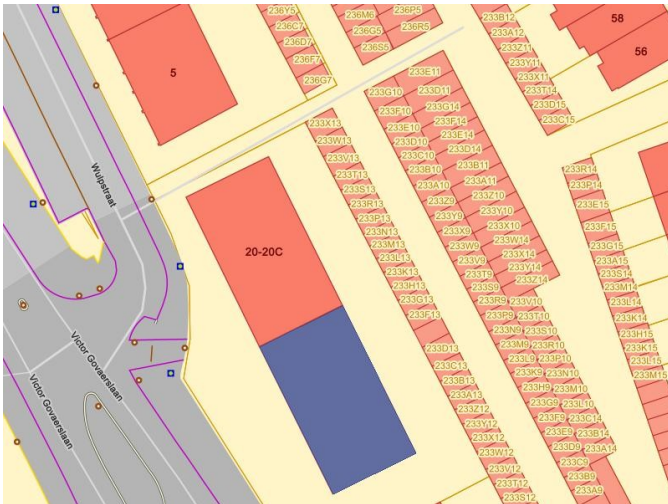 236Y5
236C7
236D7
236F7
236G7
236M6
236G5
236S5
236P5
236R5
233B12
233A12
233Z11
233Y11
233X11
233T14
233D15
233C15
58
56
5
233E11
233D11
233G14
233F14
233E14
233D14
233B11
233A11
233Z10
233Y10
233X10
233W14
233X14
233Y14
233Z14
233G10
233F10
233E10
233D10
233C10
233B10
233A10
233Z9
233Y9
233X9
233W9
233V9
233T9
233S9
233R9
233P9
233N9
233M9
233L9
233K9
233H9
233G9
233F9
233E9
233D9
233C9
233B9
233A9
233V10
233T10
233S10
233R10
233P10
233N10
233M10
233L10
233C14
233B14
233A14
233X13
233W13
233V13
233T13
233S13
233R13
233P13
233N13
233M13
233L13
233K13
233H13
233G13
233F13
233D13
233C13
233B13
233A13
233Z12
233Y12
233X12
233W12
233V12
233T12
233S12
233R14
233P14
233E15
233F15
233G15
233A15
233S14
233M14
233L14
233K14
233H15
233K15
233L15
233M15
Wulpstraat
20-20C
Victor Govaerslaan
Victor Govaerslaan